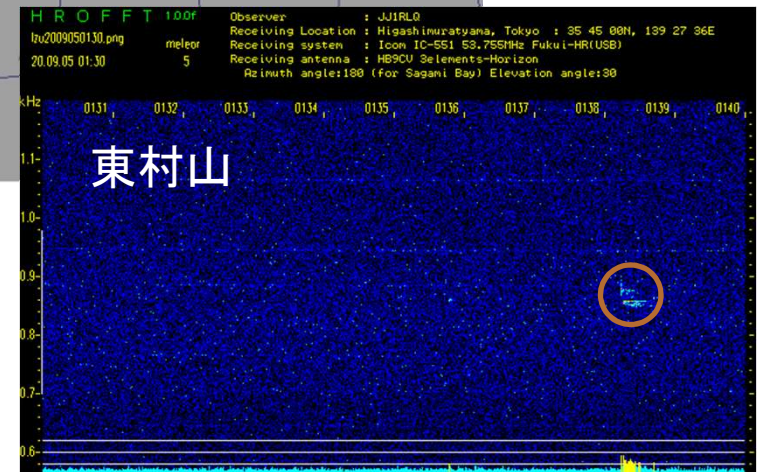 H R O F F T 1.0.0f
Observer : JJ1RLQ
Izu2009050130.png
meteor
Receiving Location : Higashimuratyama, Tokyo : 35 45 00N, 139 27 36E
Receiving system : Icom IC-551 53.755MHz Fukui-HR(USB)
20.09.05 01:30
5
Receiving antenna : HB9CV 3elements-Horizon
Azimuth angle:180 (for Sagami Bay) Elevation angle:30
kHz 0131 0132 0133 0134 0135 0136 0137 0138 0139 0140
東村山
1.1
1.0
0.9
0.8
0.7
0.6